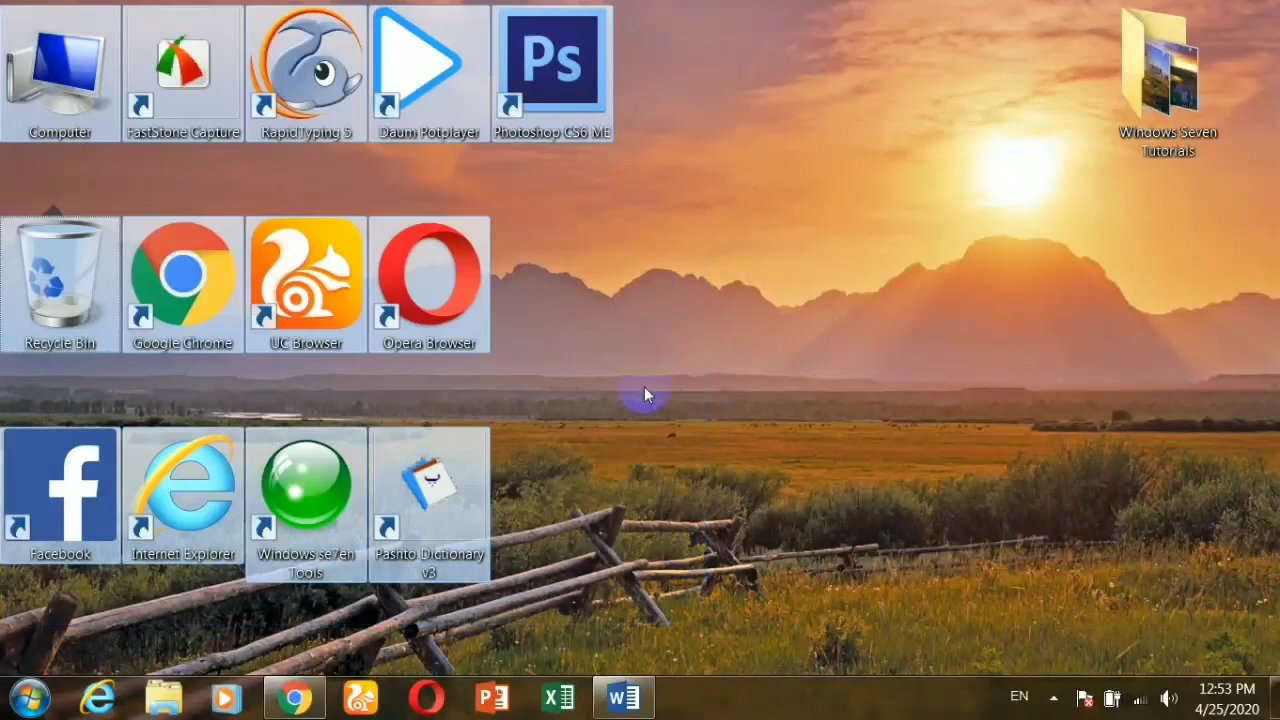 Ps
Computer
FastStone Capture
RapidTyping 5
Daum Potplayer
Photoshop CS6 ME
Windows Seven
Tutorials
Recycle Bin
Google Chrome
UC Browser
Opera Browser
f
Facebook
Internet Explorer
Windows se7en
Tools
Pashto Dictionary
v3
P
X
W
EN
12:53 PM
4/25/2020